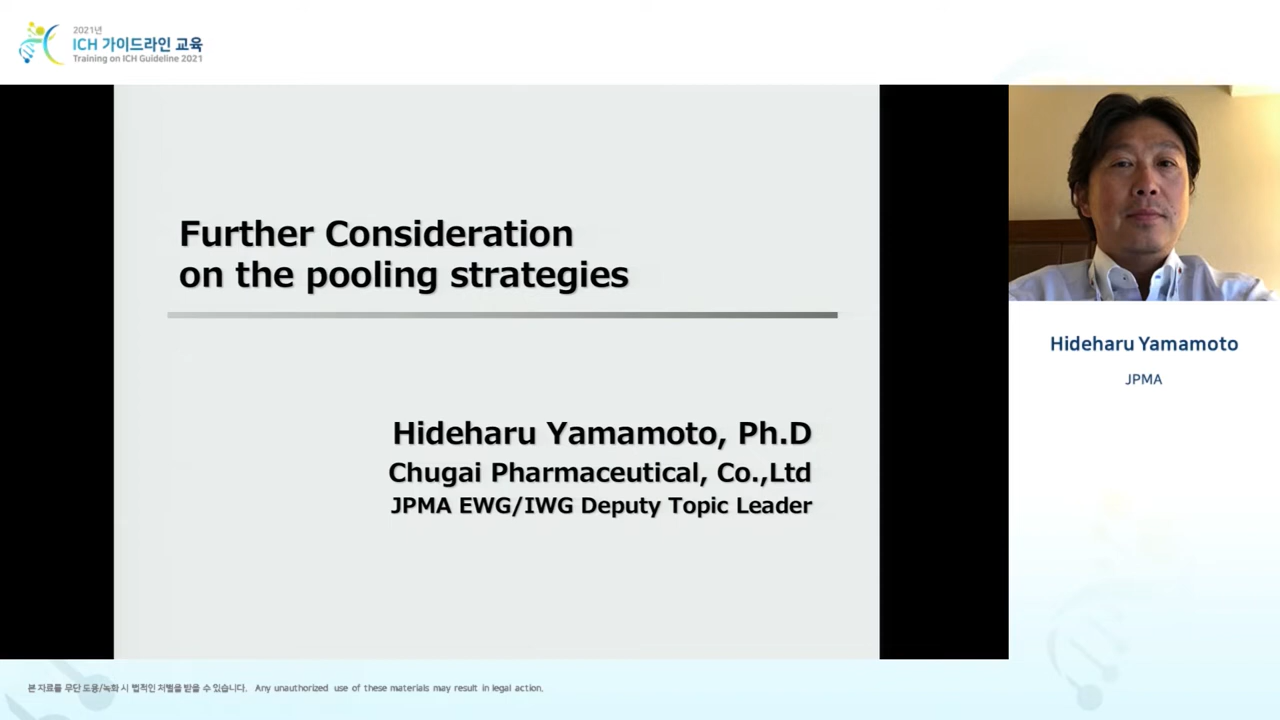 2021년
ICH 가이드라인 교육
Training on ICH Guideline 2021
Further Consideration
on the pooling strategies
Hideharu Yamamoto, Ph.D
Chugai Pharmaceutical, Co.,Ltd
JPMA EWG/IWG Deputy Topic Leader
Hideharu Yamamoto
JPMA
본 자료를 무단 도용/녹화 시 법적인 처벌을 받을 수 있습니다. Any unauthorized use of these materials may result in legal action.